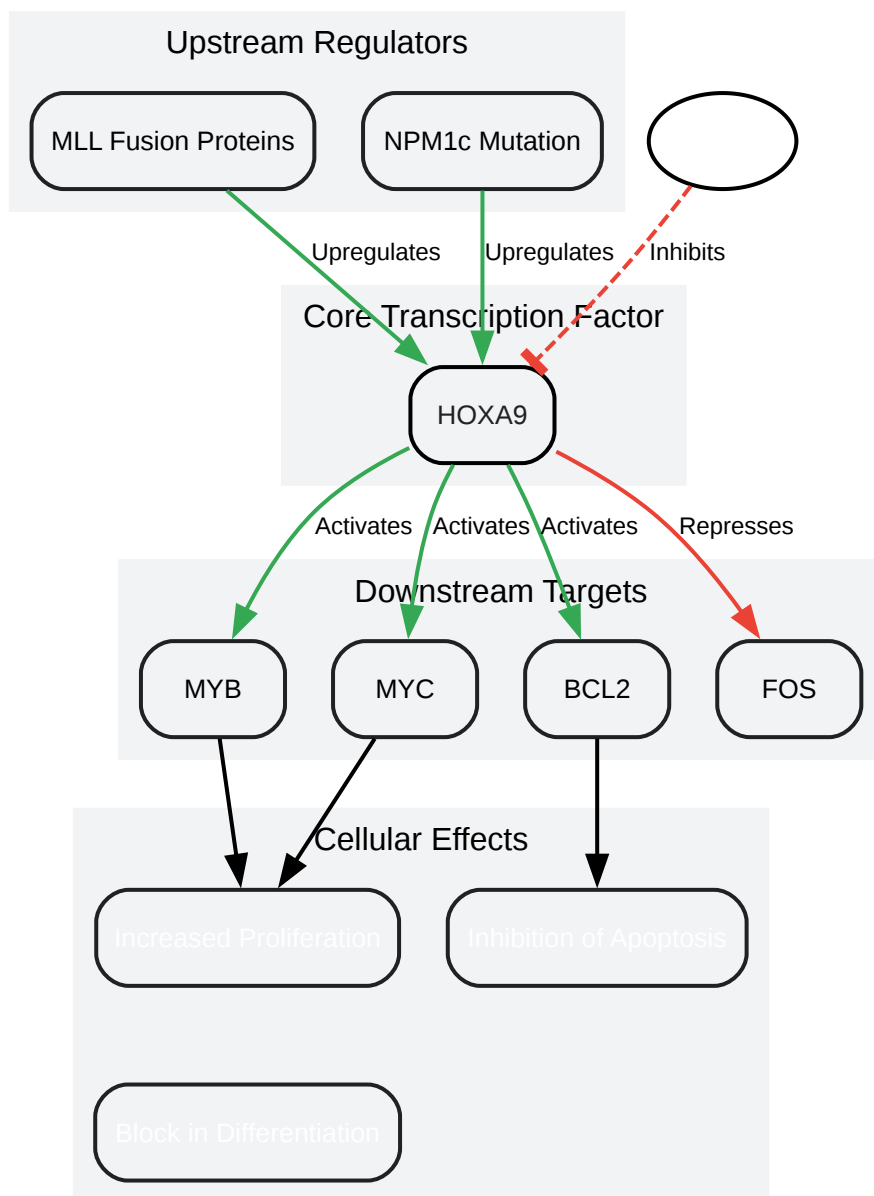 Upstream Regulators
MLL Fusion Proteins
NPM1c Mutation
Upregulates
Upregulates
Inhibits
Core Transcription Factor
HOXA9
Activates
Activates
Activates
Represses
Downstream Targets
MYB
MYC
BCL2
FOS
Cellular Effects
Increased Proliferation
Inhibition of Apoptosis
Block in Differentiation